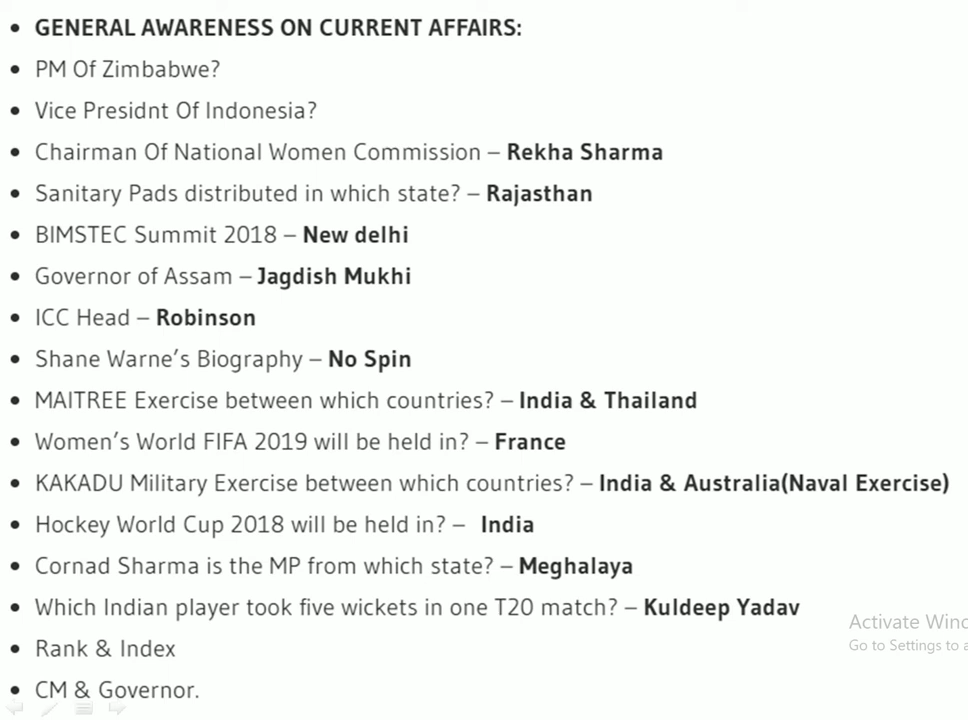 GENERAL AWARENESS ON CURRENT AFFAIRS:
PM Of Zimbabwe?
Vice Presidnt Of Indonesia?
Chairman Of National Women Commission – Rekha Sharma
Sanitary Pads distributed in which state? – Rajasthan
BIMSTEC Summit 2018 – New delhi
Governor of Assam – Jagdish Mukhi
ICC Head – Robinson
Shane Warne’s Biography – No Spin
MAITREE Exercise between which countries? – India & Thailand
Women’s World FIFA 2019 will be held in? – France
KAKADU Military Exercise between which countries? – India & Australia(Naval Exercise)
Hockey World Cup 2018 will be held in? – India
Cornad Sharma is the MP from which state? – Meghalaya
Which Indian player took five wickets in one T20 match? – Kuldeep Yadav
Activate Winc
Go to Settings to a
Rank & Index
CM & Governor.